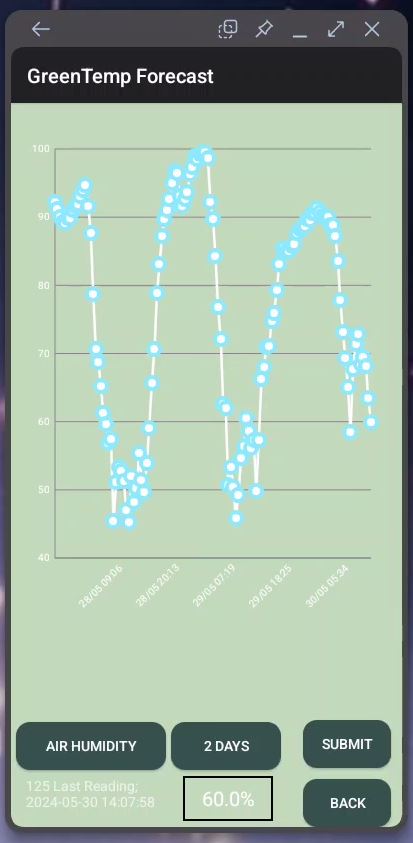 GreenTemp Forecast
100
90
80
70
60
50
40
28/05 09:06
28/05 20:13
29/05 07:19
29/05 18:25
30/05 05:34
AIR HUMIDITY
2 DAYS
SUBMIT
125 Last Reading;
2024-05-30 14:07:58
60.0%
BACK